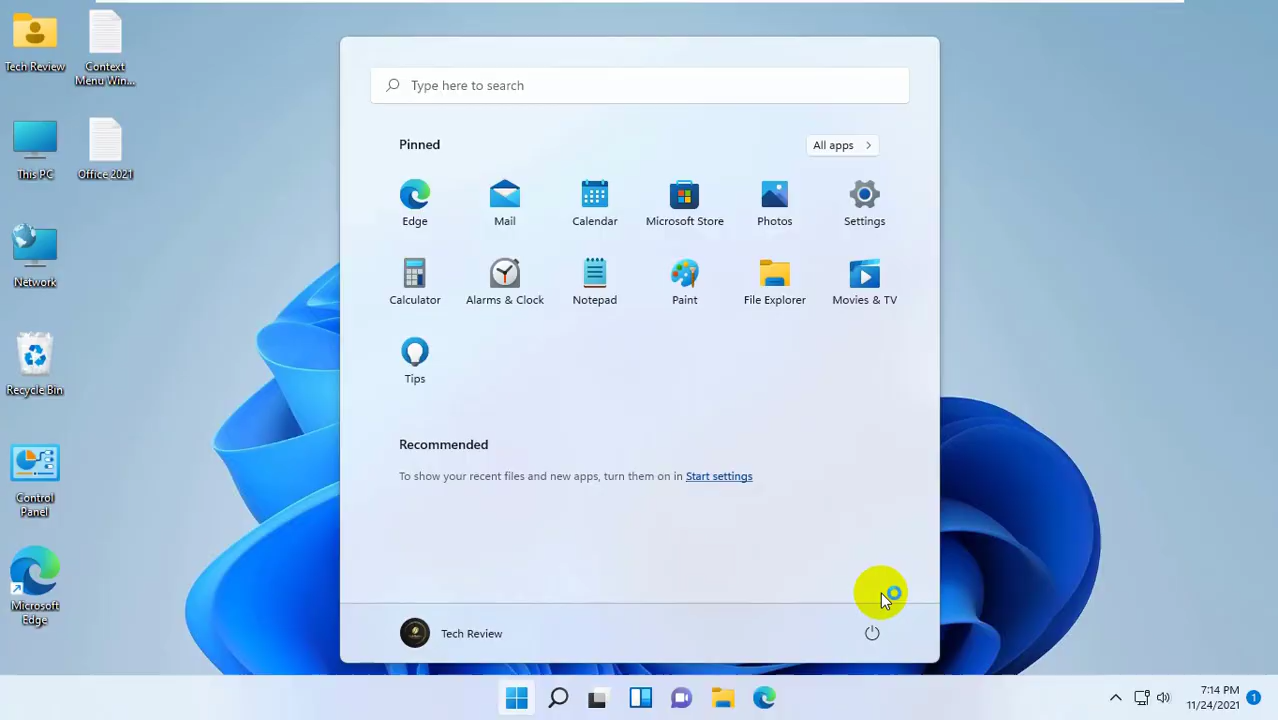 Tech Review
Context
Menu Win...
This PC
Office 2021
Network
Recycle Bin
Control
Panel
Microsoft
Edge
Type here to search
Pinned
All apps
Edge
Mail
Calendar
Microsoft Store
Photos
Settings
Calculator
Alarms & Clock
Notepad
Paint
File Explorer
Movies & TV
Tips
Recommended
To show your recent files and new apps, turn them on in Start settings
Tech Review
7:14 PM
11/24/2021
1